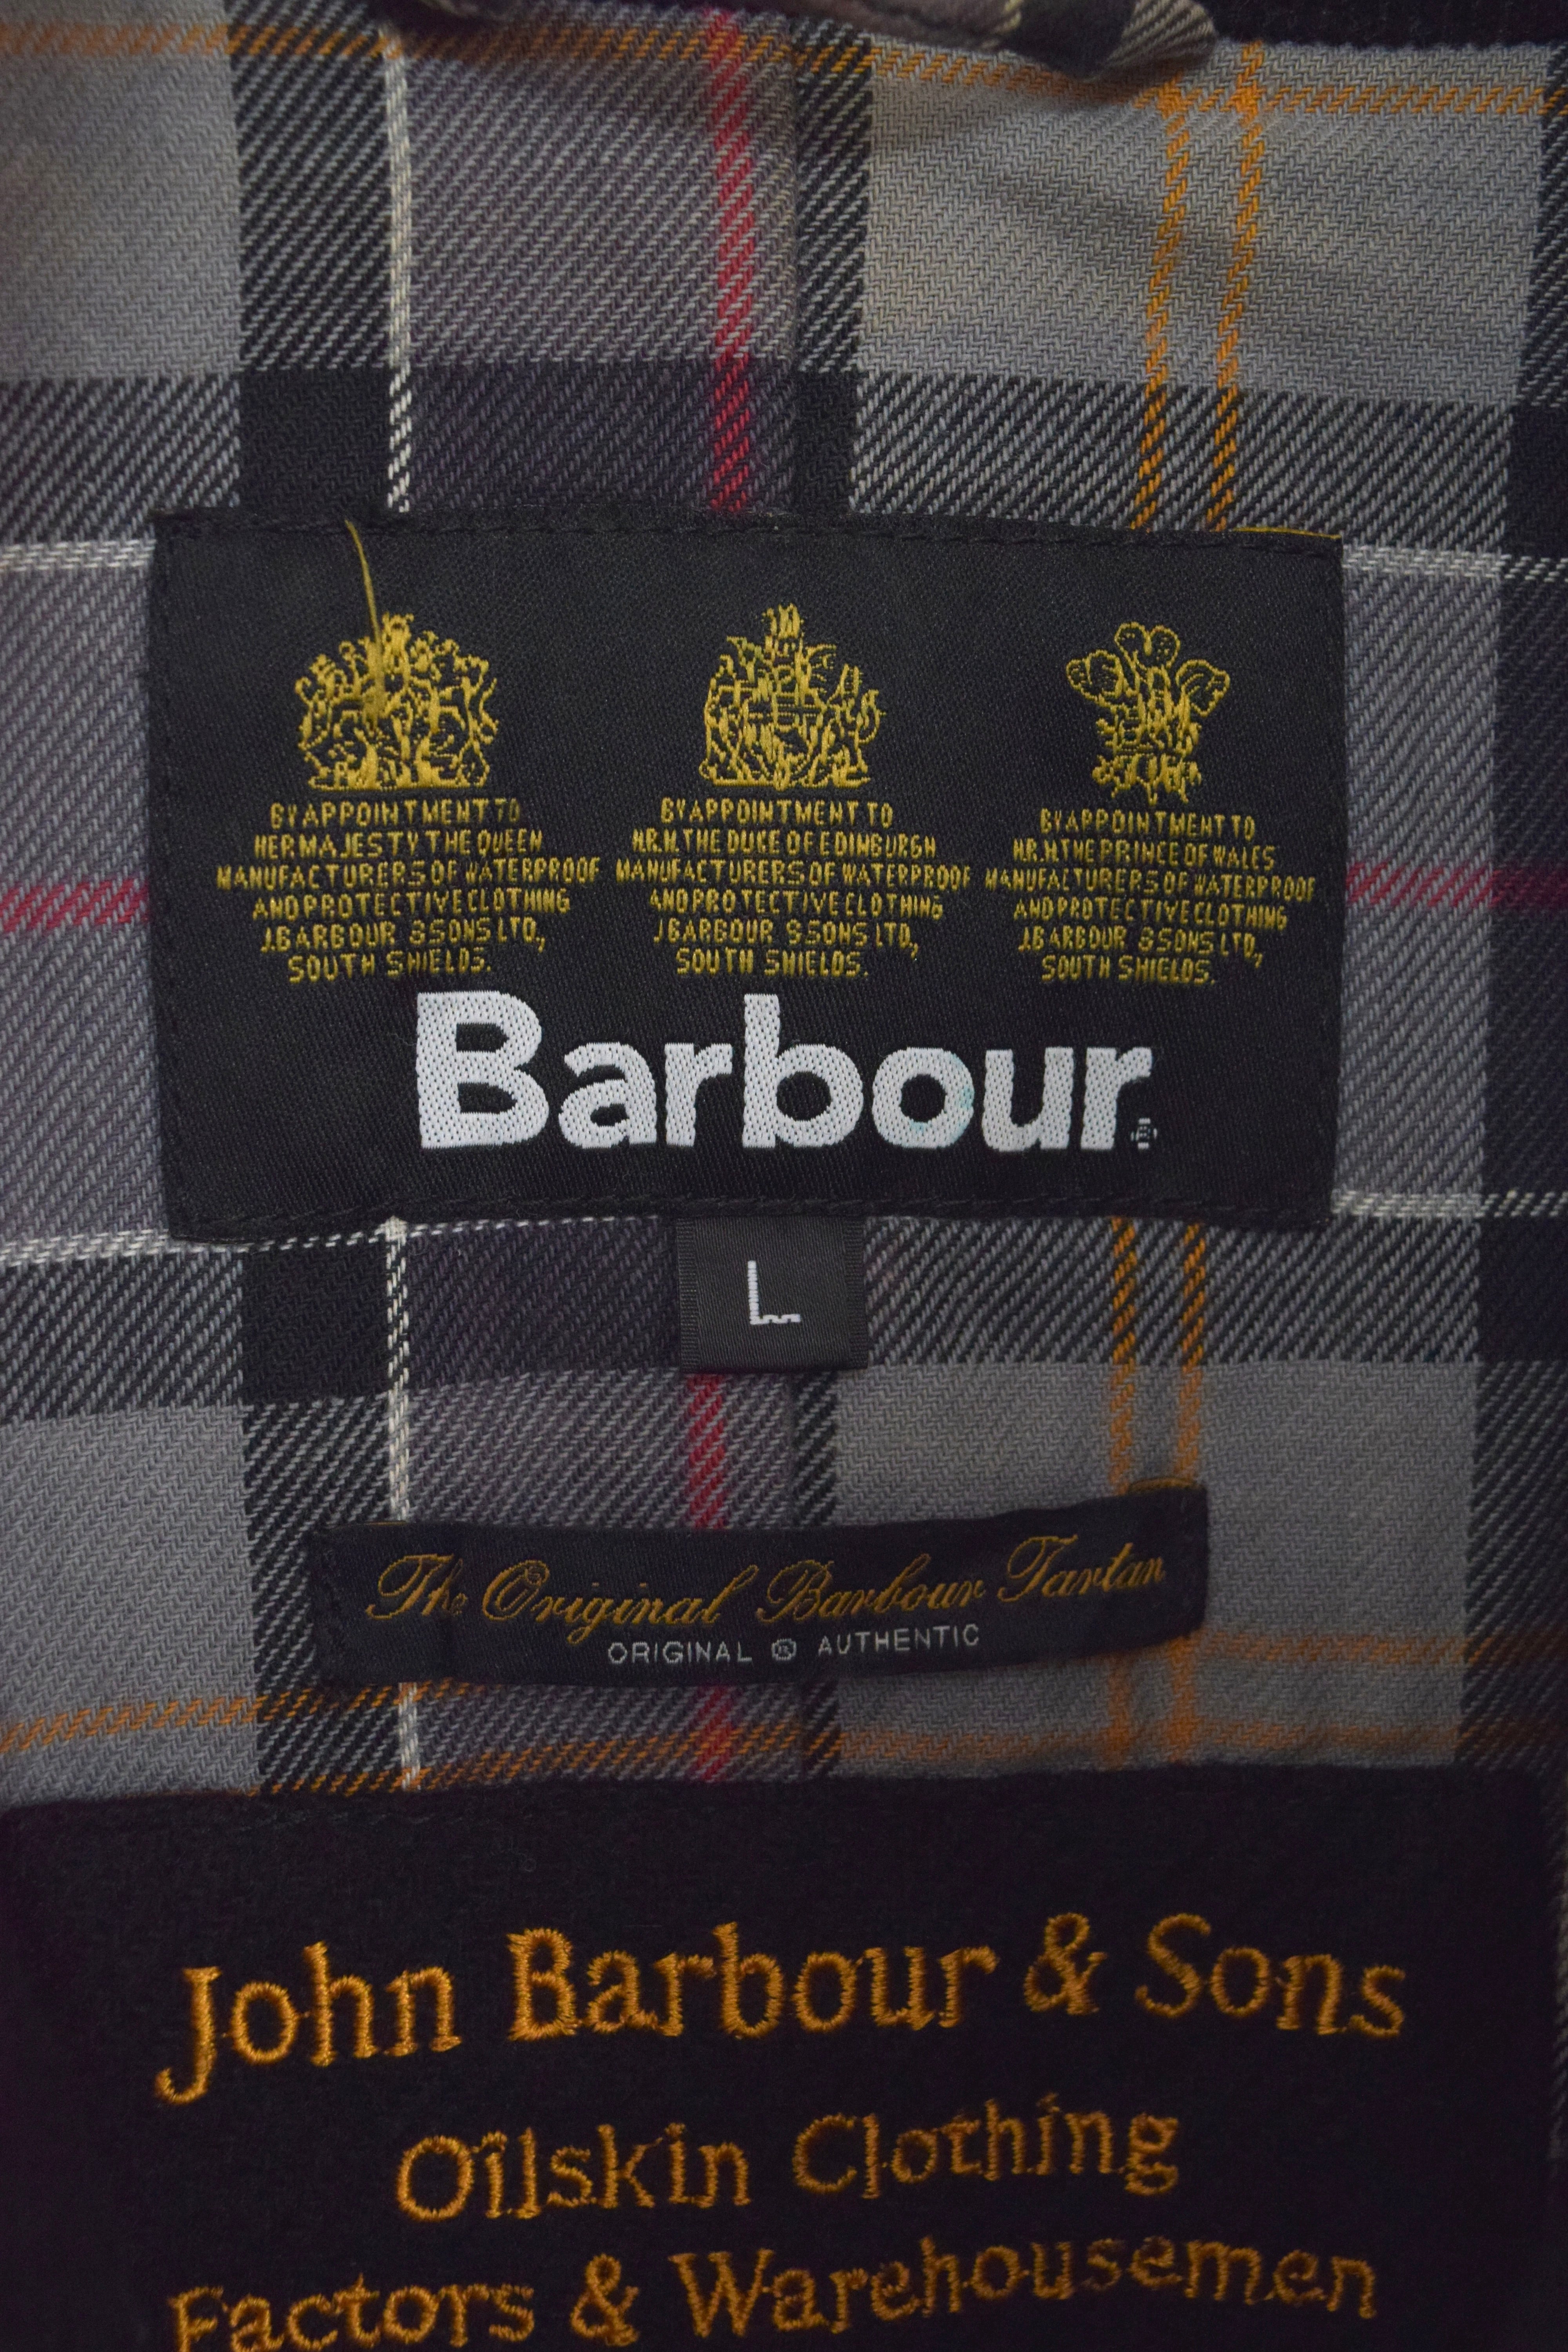 BY APPOINTMENT TO
HER MAJESTY THE QUEEN
MANUFACTURERS OF WATERPROOF
AND PROTECTIVE CLOTHING
J.BARBOUR & SONS LTD,
SOUTH SHIELDS.
BY APPOINTMENT TO
H.R.H. THE DUKE OF EDINBURGH
MANUFACTURERS OF WATERPROOF
AND PROTECTIVE CLOTHING
J.BARBOUR & SONS LTD,
SOUTH SHIELDS.
BY APPOINTMENT TO
H.R.H THE PRINCE OF WALES
MANUFACTURERS OF WATERPROOF
AND PROTECTIVE CLOTHING
J.BARBOUR & SONS LTD,
SOUTH SHIELDS.
Barbour®
L
The Original Barbour Tartan
ORIGINAL & AUTHENTIC
John Barbour & Sons
Oilskin Clothing
Factors & Warehousemen